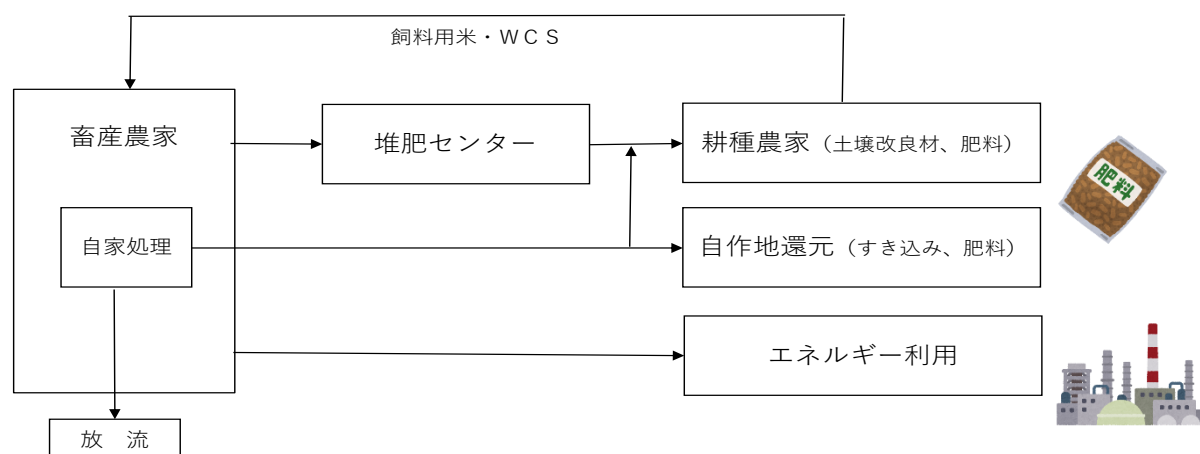 飼料用米・ＷＣＳ
畜産農家
堆肥センター
耕種農家（土壌改良材、肥料）
肥料
自家処理
自作地還元（すき込み、肥料）
エネルギー利用
放　流